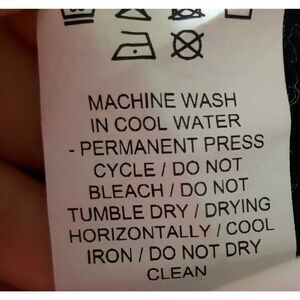 MACHINE WASH
IN COOL WATER
- PERMANENT PRESS
CYCLE / DO NOT
BLEACH / DO NOT
TUMBLE DRY / DRYING
HORIZONTALLY / COOL
IRON / DO NOT DRY
CLEAN